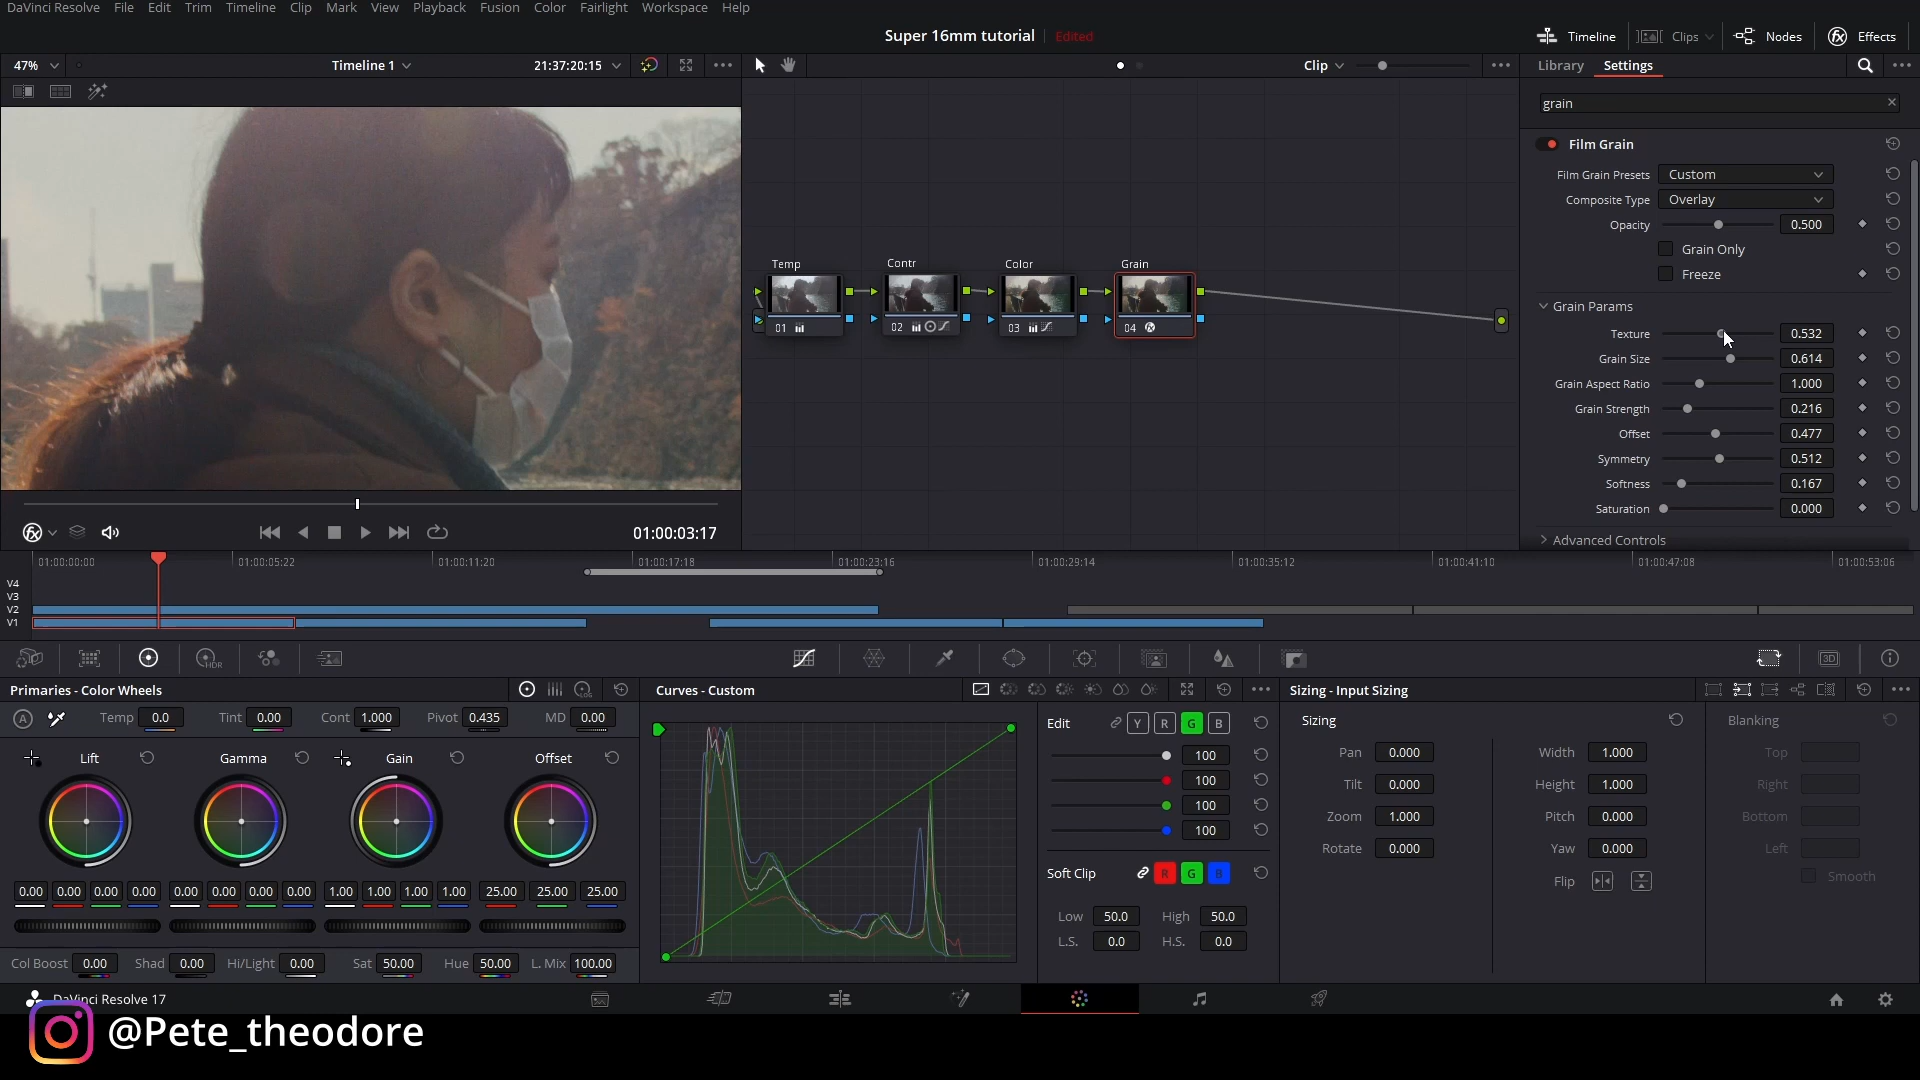 DaVinci Resolve File Edit Trim Timeline Clip Mark View Playback Fusion Color Fairlight Workspace Help
Super 16mm tutorial Edited
Timeline Clips Nodes Effects
47% Timeline 1 21:37:20:15 Clip Library Settings
grain
Film Grain
Film Grain Presets Custom
Composite Type Overlay
Opacity 0.500
Grain Only
Freeze
Temp Contr Color Grain
01 02 03 04
Grain Params
Texture 0.532
Grain Size 0.614
Grain Aspect Ratio 1.000
Grain Strength 0.216
Offset 0.477
Symmetry 0.512
Softness 0.167
Saturation 0.000
Advanced Controls
01:00:03:17
01:00:00:00 01:00:05:22 01:00:11:20 01:00:17:18 01:00:23:16 01:00:29:14 01:00:35:12 01:00:41:10 01:00:47:08 01:00:53:06
V4
V3
V2
V1
HDR 3D
Primaries - Color Wheels LOG Curves - Custom Sizing - Input Sizing
A Temp 0.0 Tint 0.00 Cont 1.000 Pivot 0.435 MD 0.00
Lift Gamma Gain Offset
0.00 0.00 0.00 0.00 0.00 0.00 0.00 0.00 1.00 1.00 1.00 1.00 25.00 25.00 25.00
Col Boost 0.00 Shad 0.00 Hi/Light 0.00 Sat 50.00 Hue 50.00 L. Mix 100.00
Edit Y R G B
100
100
100
100
Soft Clip R G B
Low 50.0 High 50.0
L.S. 0.0 H.S. 0.0
Sizing
Pan 0.000 Width 1.000
Tilt 0.000 Height 1.000
Zoom 1.000 Pitch 0.000
Rotate 0.000 Yaw 0.000
Flip
Blanking
Top
Right
Bottom
Left
Smooth
DaVinci Resolve 17
@Pete_theodore